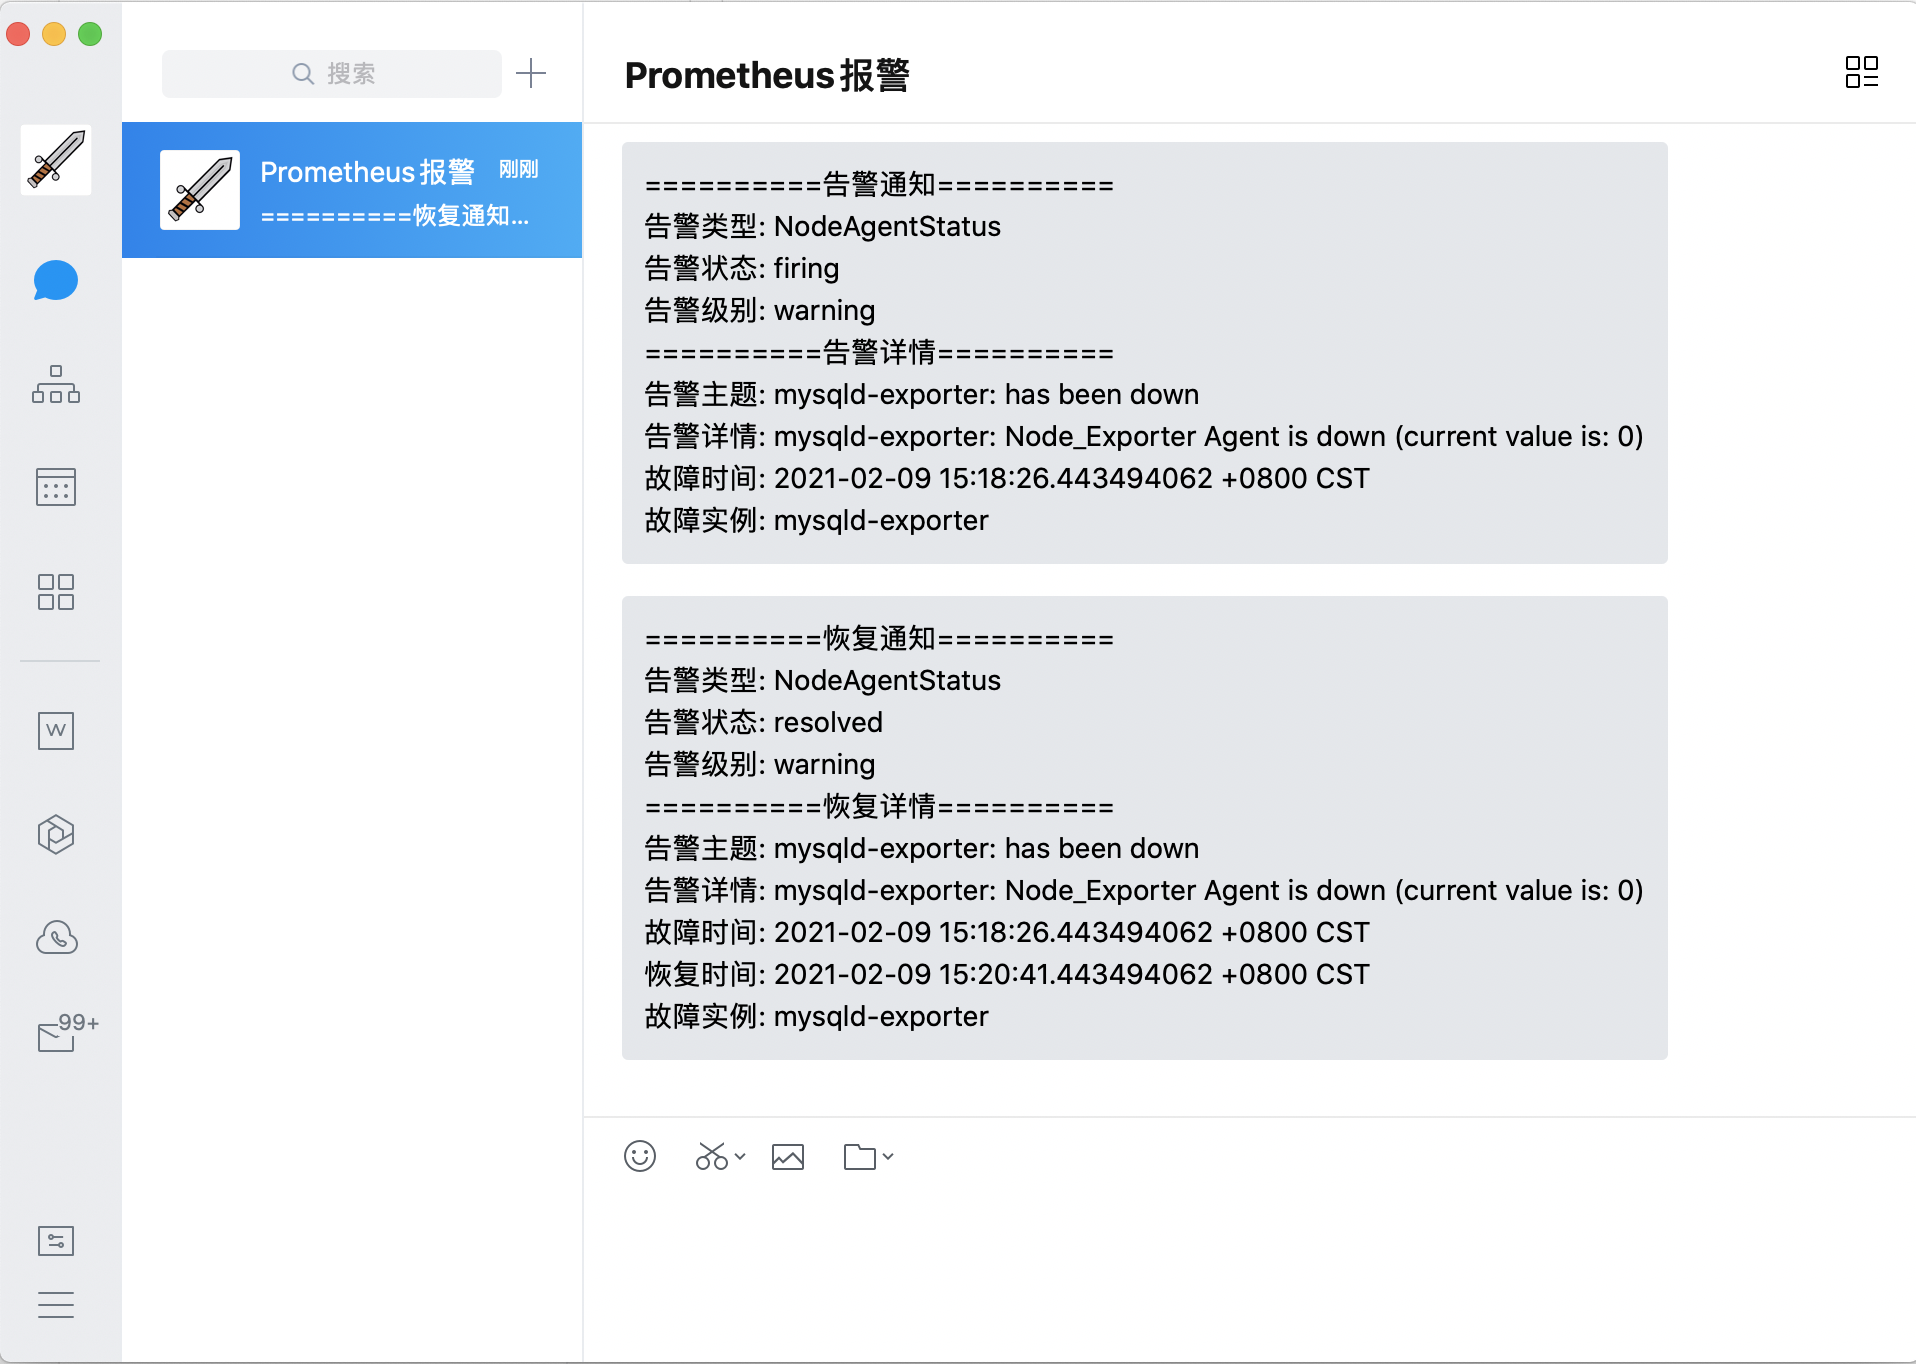 搜索
Prometheus报警 刚刚
==========恢复通知...
99+
Prometheus报警
==========告警通知==========
告警类型: NodeAgentStatus
告警状态: firing
告警级别: warning
==========告警详情==========
告警主题: mysqld-exporter: has been down
告警详情: mysqld-exporter: Node_Exporter Agent is down (current value is: 0)
故障时间: 2021-02-09 15:18:26.443494062 +0800 CST
故障实例: mysqld-exporter
==========恢复通知==========
告警类型: NodeAgentStatus
告警状态: resolved
告警级别: warning
==========恢复详情==========
告警主题: mysqld-exporter: has been down
告警详情: mysqld-exporter: Node_Exporter Agent is down (current value is: 0)
故障时间: 2021-02-09 15:18:26.443494062 +0800 CST
恢复时间: 2021-02-09 15:20:41.443494062 +0800 CST
故障实例: mysqld-exporter